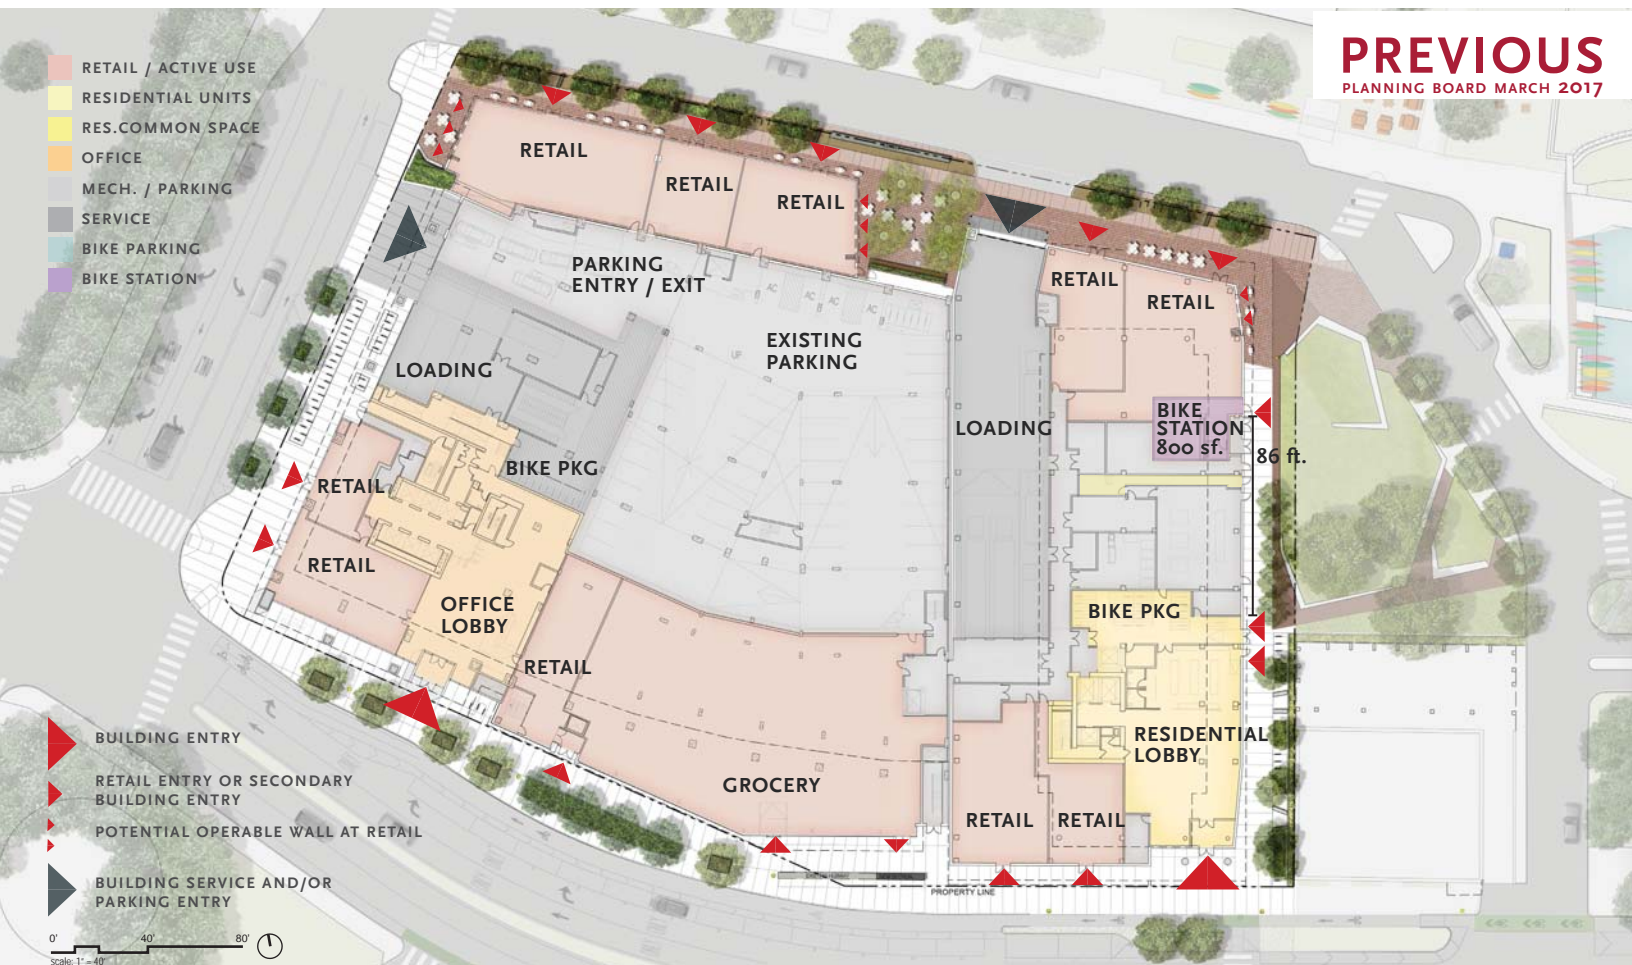 PREVIOUS
PLANNING BOARD MARCH 2017
RETAIL / ACTIVE USE
RESIDENTIAL UNITS
RES.COMMON SPACE
OFFICE
MECH. / PARKING
SERVICE
BIKE PARKING
BIKE STATION
RETAIL
RETAIL
RETAIL
PARKING
ENTRY / EXIT
RETAIL
RETAIL
AC
AC
AC
AC
EXISTING
PARKING
LOADING
LOADING
BIKE
STATION
800 sf.
86 ft.
BIKE PKG
RETAIL
RETAIL
OFFICE
LOBBY
BIKE PKG
RETAIL
RESIDENTIAL
LOBBY
GROCERY
RETAIL
RETAIL
PROPERTY LINE
BUILDING ENTRY
RETAIL ENTRY OR SECONDARY
BUILDING ENTRY
POTENTIAL OPERABLE WALL AT RETAIL
BUILDING SERVICE AND/OR
PARKING ENTRY
0' 40' 80'
scale: 1" = 40'